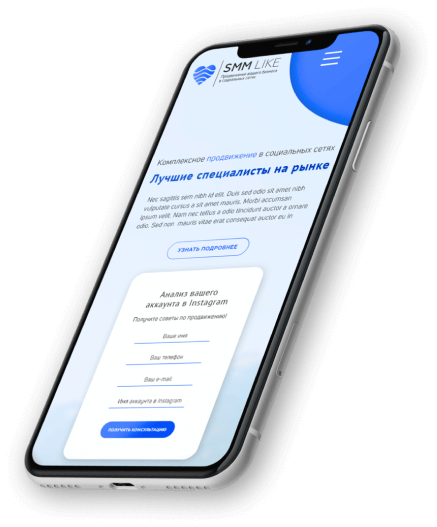 SMM LIKE
Продвижение вашего бизнеса
в социальных сетях
Комплексное продвижение в социальных сетях
Лучшие специалисты на рынке
Nec sagittis sem nibh id elit. Duis sed odio sit amet nibh
vulputate cursus a sit amet mauris. Morbi accumsan
ipsum velit. Nam nec tellus a odio tincidunt auctor a ornare
odio. Sed non mauris vitae erat consequat auctor eu in
УЗНАТЬ ПОДРОБНЕЕ
Анализ вашего
аккаунта в Instagram
Получите советы по продвижению!
Ваше имя
Ваш телефон
Ваш e-mail
Имя аккаунта в Instagram
ПОЛУЧИТЬ КОНСУЛЬТАЦИЮ